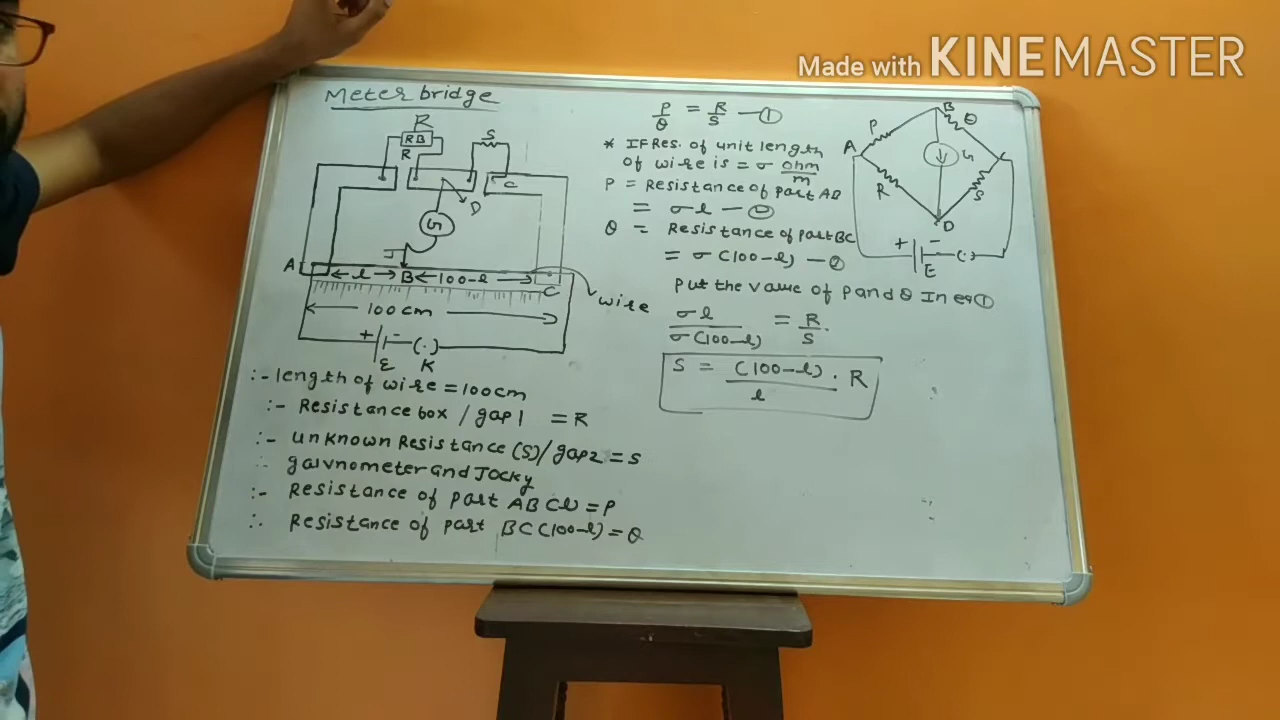 Made with KINEMASTER
Meter bridge
R
RB
R
S
C
D
G
J
A
← l → B ← 100-l →
C
wire
← 100 cm →
+ -
(·)
E K
:- length of wire = 100cm
:- Resistance box / gap1 = R
:- unknown Resistance (S)/gap2 = S
∴ galvnometer and Jocky
:- Resistance of part AB (l) = P
∴ Resistance of part BC (100-l) = Q
P/Q = R/S — ①
* IF Res. of unit length
of wire is = σ ohm/m
P = Resistance of part AB
= σl — ②
Q = Resistance of part BC
= σ (100-l) — ②
Put the value of P and Q In eq ①
σl / σ(100-l) = R/S.
S = (100-l) / l . R
B
P
Q
A
G
C
R
S
D
+ -
(·)
E